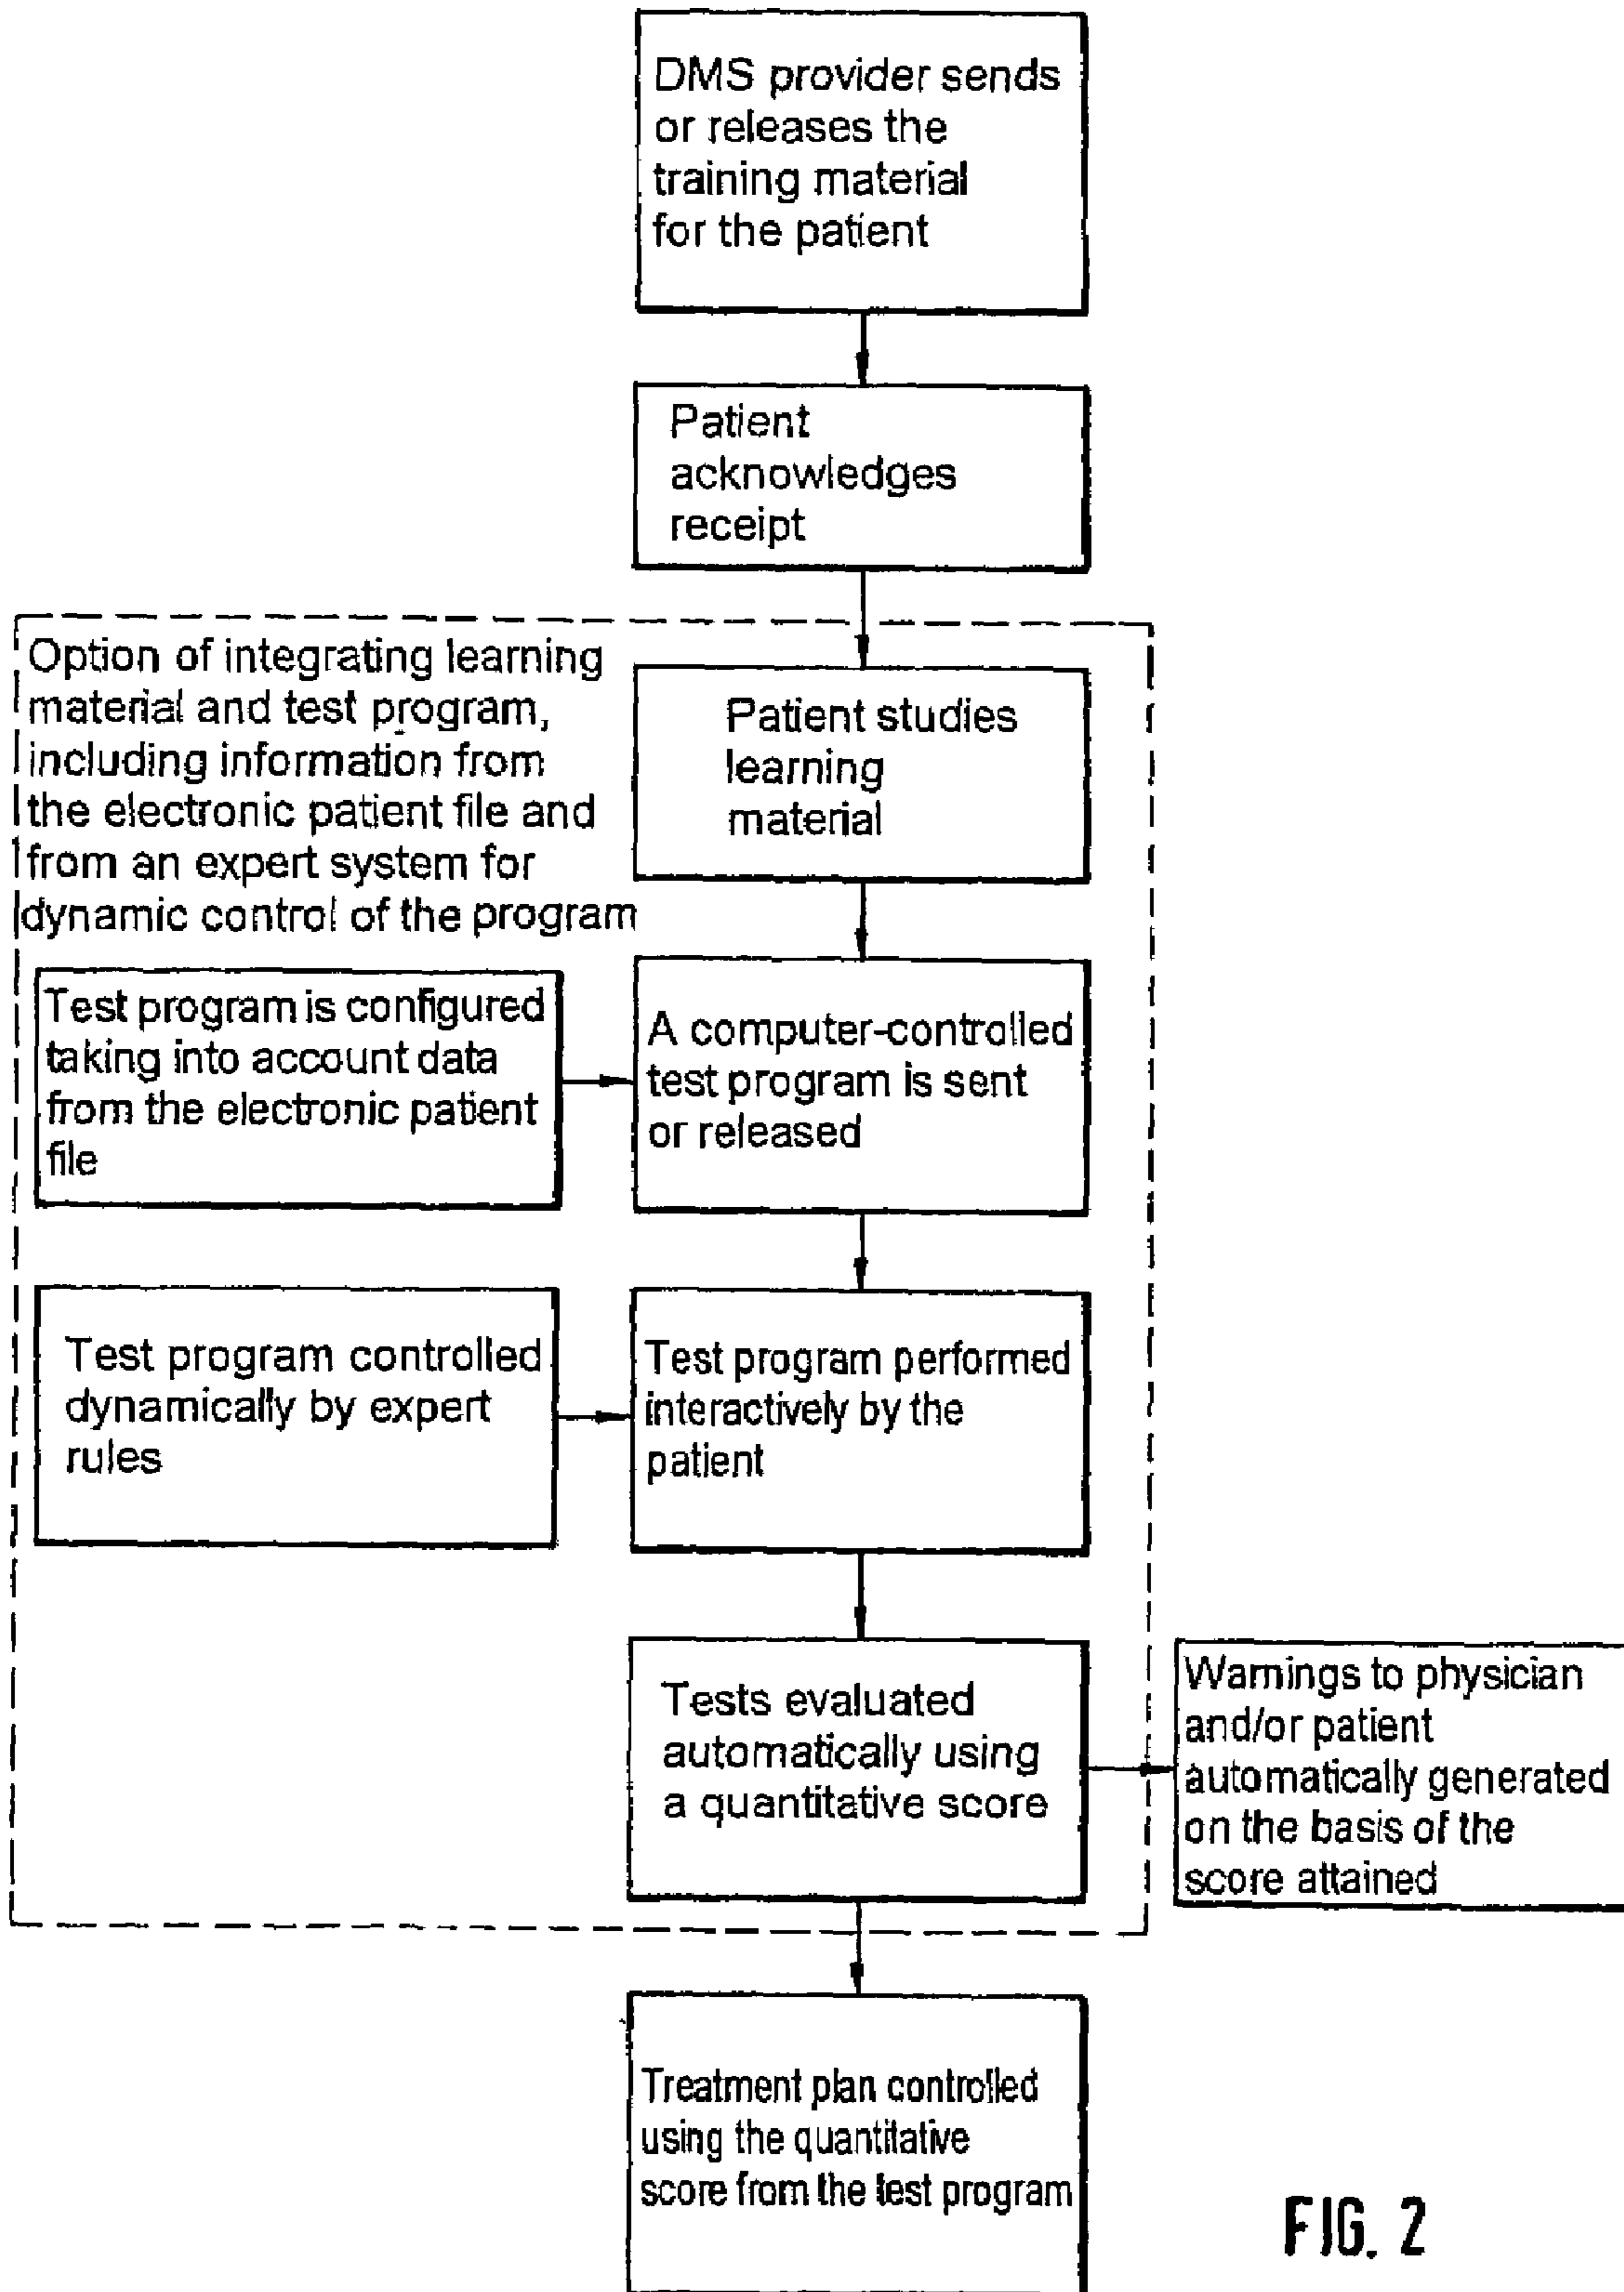 DMS provider sends
or releases the
training material
for the patient
Patient
acknowledges
receipt
Option of integrating learning
material and test program,
including information from
the electronic patient file and
from an expert system for
dynamic control of the program
Patient studies
learning
material
Test program is configured
taking into account data
from the electronic patient
file
A computer-controlled
test program is sent
or released
Test program controlled
dynamically by expert
rules
Test program performed
interactively by the
patient
Tests evaluated
automatically using
a quantitative score
Warnings to physician
and/or patient
automatically generated
on the basis of the
score attained
Treatment plan controlled
using the quantitative
score from the test program
FIG. 2